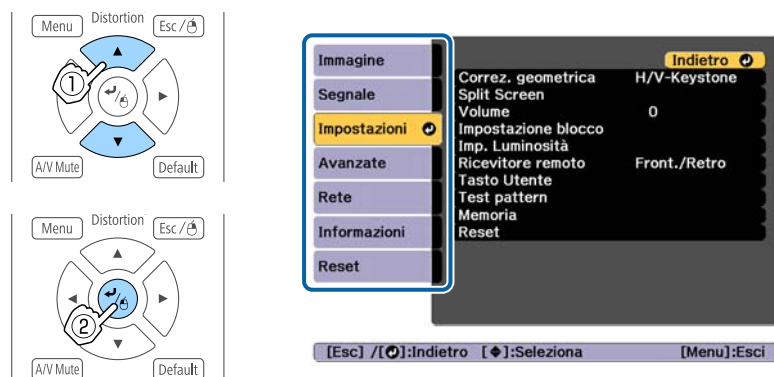 Menu
Distortion
Esc /
1
A/V Mute
Default
Menu
Distortion
Esc /
2
A/V Mute
Default
Immagine
Segnale
Impostazioni
Avanzate
Rete
Informazioni
Reset
Indietro
Correz. geometrica H/V-Keystone
Split Screen
Volume 0
Impostazione blocco
Imp. Luminosità
Ricevitore remoto Front./Retro
Tasto Utente
Test pattern
Memoria
Reset
[Esc] /[ ]:Indietro [ ]:Seleziona [Menu]:Esci